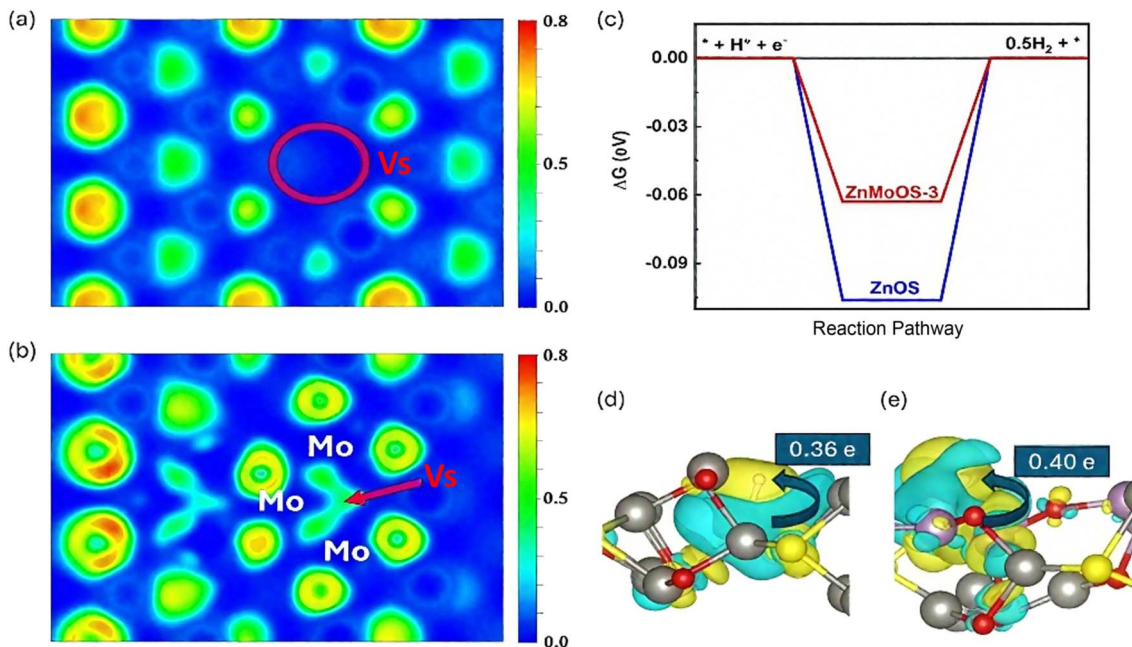 (a)
0.8
0.5
0.0
Vs
(b)
0.8
0.5
0.0
Mo
Mo
Mo
Vs
(c)
* + H⁺ + e⁻
0.5H₂ + *
0.00
-0.03
-0.06
-0.09
ΔG (eV)
ZnMoOS-3
ZnOS
Reaction Pathway
(d)
0.36 e
(e)
0.40 e